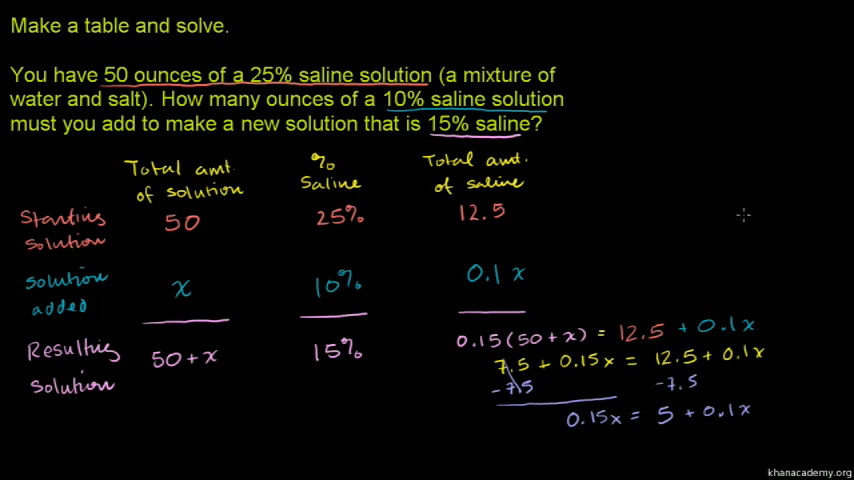 Make a table and solve.
You have 50 ounces of a 25% saline solution (a mixture of
water and salt). How many ounces of a 10% saline solution
must you add to make a new solution that is 15% saline?
Total amt. of solution
% Saline
Total amt. of saline
Starting solution 50 25% 12.5
Solution added x 10% 0.1x
Resulting solution 50+x 15% 0.15(50+x) = 12.5 + 0.1x
7.5 + 0.15x = 12.5 + 0.1x
-7.5 -7.5
0.15x = 5 + 0.1x
khanacademy.org